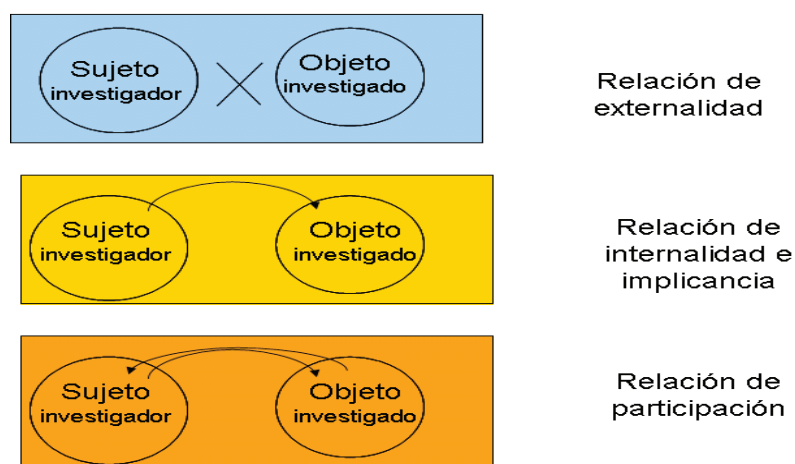 Sujeto
investigador
Objeto
investigado
Relación de
externalidad
Sujeto
investigador
Objeto
investigado
Relación de
internalidad e
implicancia
Sujeto
investigador
Objeto
investigado
Relación de
participación